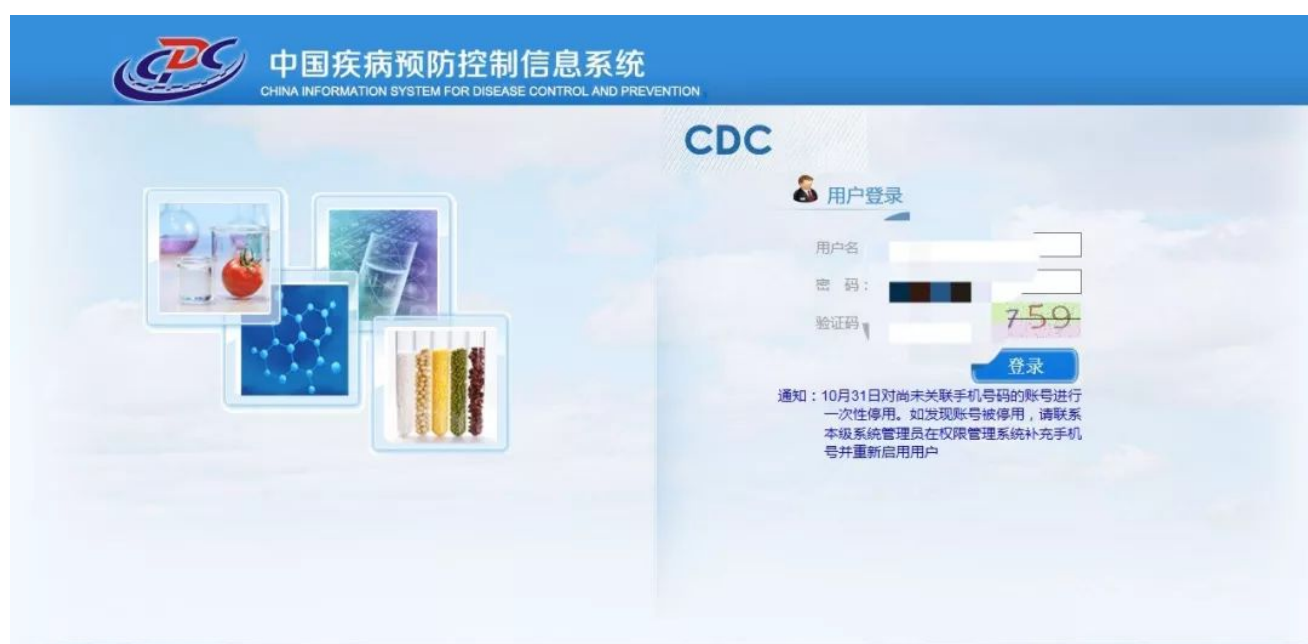 CDC
中国疾病预防控制信息系统
CHINA INFORMATION SYSTEM FOR DISEASE CONTROL AND PREVENTION
CDC
用户登录
用户名
密 码：
验证码
759
登录
通知：10月31日对尚未关联手机号码的账号进行
一次性停用。如发现账号被停用，请联系
本级系统管理员在权限管理系统补充手机
号并重新启用用户